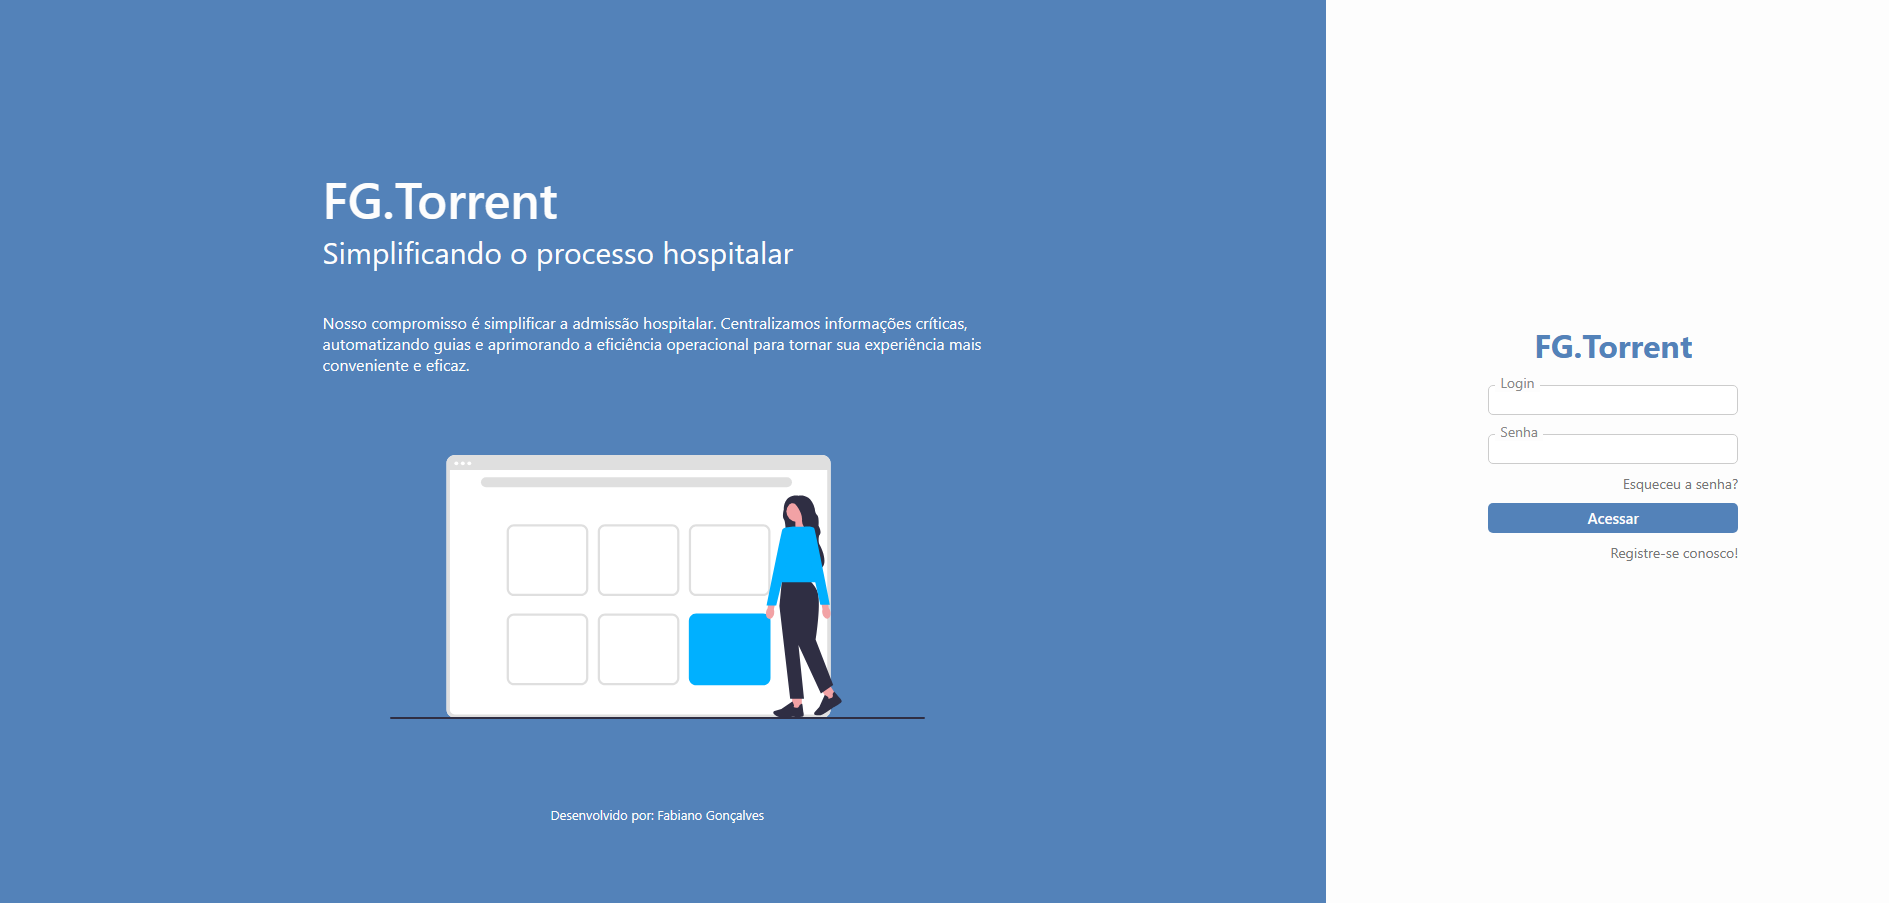 FG.Torrent
Simplificando o processo hospitalar
Nosso compromisso é simplificar a admissão hospitalar. Centralizamos informações críticas,
automatizando guias e aprimorando a eficiência operacional para tornar sua experiência mais
conveniente e eficaz.
Desenvolvido por: Fabiano Gonçalves
FG.Torrent
Login
Senha
Esqueceu a senha?
Acessar
Registre-se conosco!